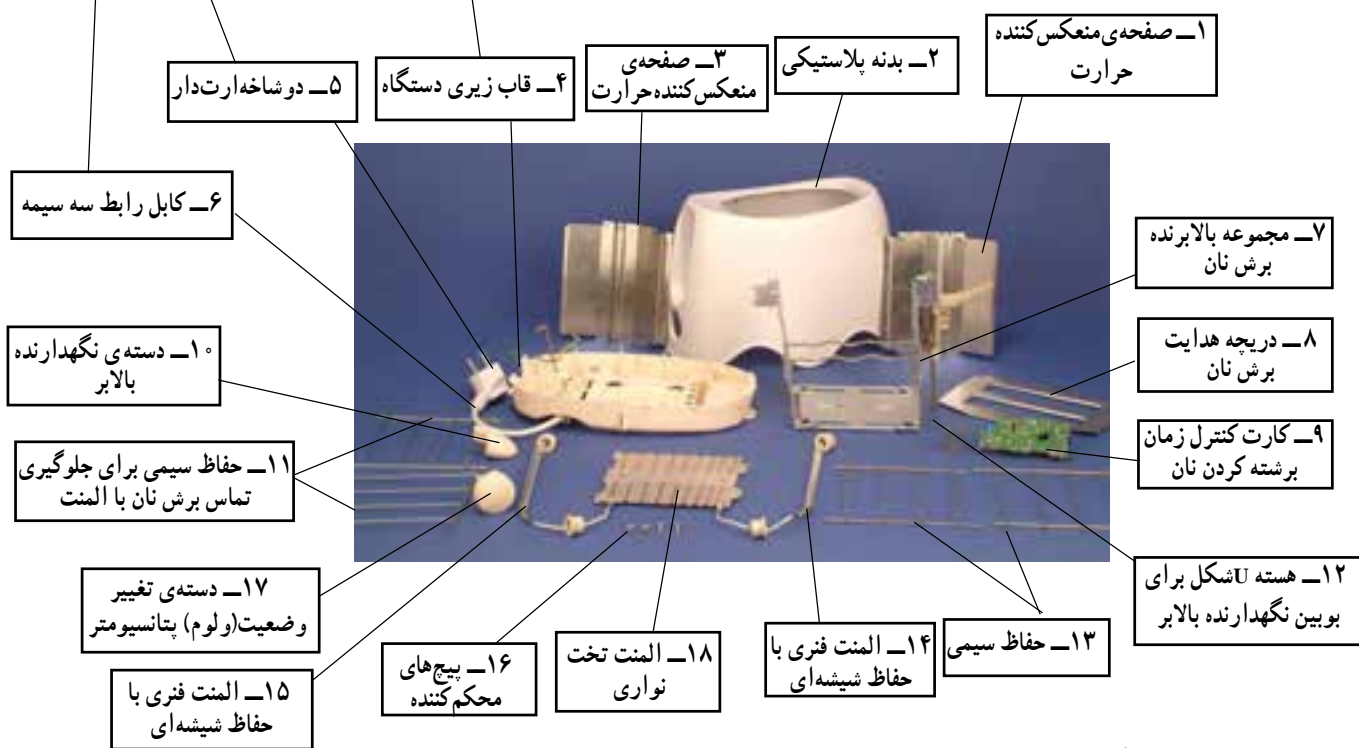 ۱ــ صفحه‌ی منعکس‌کننده
حرارت
۲ــ بدنه پلاستیکی
۳ــ صفحه‌ی
منعکس‌کننده حرارت
۴ــ قاب زیری دستگاه
۵ــ دو شاخه ارت‌دار
۶ــ کابل رابط سه سیمه
۷ــ مجموعه بالابرنده
برش نان
۸ــ دریچه هدایت
برش نان
۹ــ کارت کنترل زمان
برشته کردن نان
۱۰ــ دسته‌ی نگهدارنده
بالابر
۱۱ــ حفاظ سیمی برای جلوگیری
تماس برش نان با المنت
۱۲ــ هسته U شکل برای
بوبین نگهدارنده بالابر
۱۳ــ حفاظ سیمی
۱۴ــ المنت فنری با
حفاظ شیشه‌ای
۱۵ــ المنت فنری با
حفاظ شیشه‌ای
۱۶ــ پیچ‌های
محکم‌کننده
۱۷ــ دسته‌ی تغییر
وضعیت(ولوم) پتانسیومتر
۱۸ــ المنت تخت
نواری